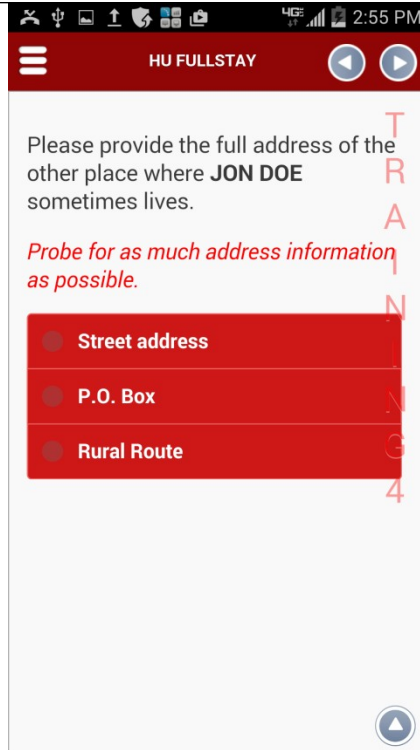 4G 2:55 PM
HU FULLSTAY
Please provide the full address of the
other place where JON DOE
sometimes lives.
Probe for as much address information
as possible.
Street address
P.O. Box
Rural Route
TRAINING4